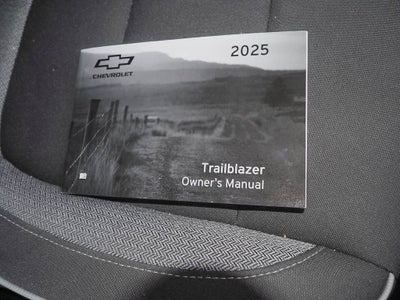 2025
CHEVROLET
Trailblazer
Owner's Manual